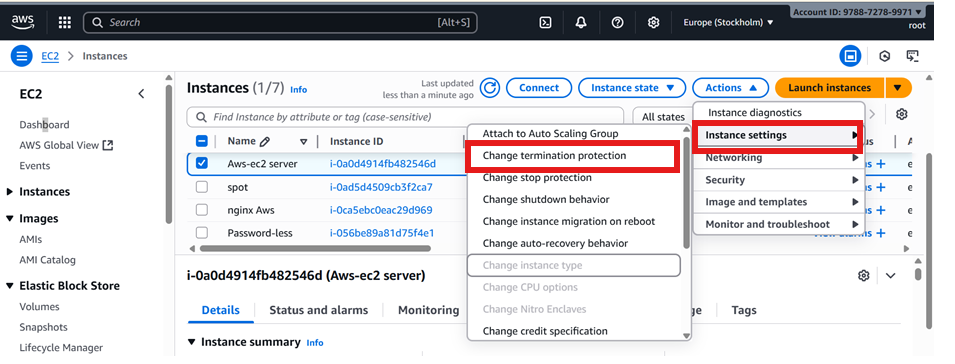 aws
Search
[Alt+S]
Europe (Stockholm)
Account ID: 9788-7278-9971
root
EC2
Instances
EC2
Dashboard
AWS Global View
Events
Instances
Images
AMIs
AMI Catalog
Elastic Block Store
Volumes
Snapshots
Lifecycle Manager
Instances (1/7) Info
Last updated
less than a minute ago
Connect
Instance state
Actions
Launch instances
Find Instance by attribute or tag (case-sensitive)
All states
Name
Instance ID
Aws-ec2 server
i-0a0d4914fb482546d
spot
i-0ad5d4509cb3f2ca7
nginx Aws
i-0ca5ebc0eac29d969
Password-less
i-056be89a81d75f4e1
Attach to Auto Scaling Group
Change termination protection
Change stop protection
Change shutdown behavior
Change instance migration on reboot
Change auto-recovery behavior
Change instance type
Change CPU options
Change Nitro Enclaves
Change credit specification
Instance diagnostics
Instance settings
Networking
Security
Image and templates
Monitor and troubleshoot
i-0a0d4914fb482546d (Aws-ec2 server)
Details
Status and alarms
Monitoring
Tags
Instance summary Info